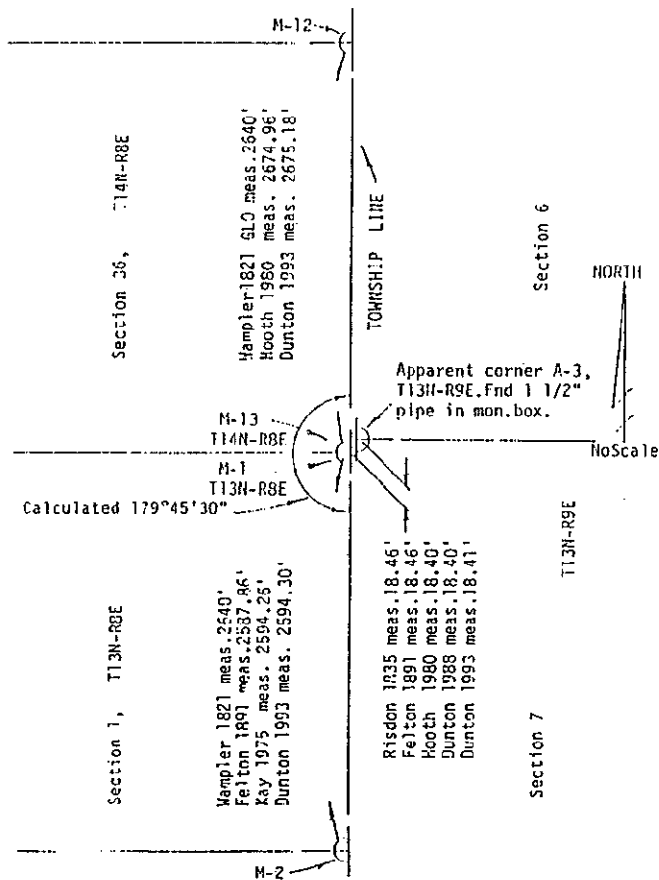 M-12
Section 36, T14N-R8E
Wampler 1821 GLO meas.2640'
Hooth 1980 meas. 2674.96'
Dunton 1993 meas. 2675.18'
TOWNSHIP LINE
Section 6
NORTH
NoScale
Apparent corner A-3,
T13N-R9E.Fnd 1 1/2"
pipe in mon.box.
M-13
T14N-R8E
M-1
T13N-R8E
Calculated 179°45'30"
Section 1, T13N-R8E
Wampler 1821 meas.2640'
Felton 1891 meas.2587.86'
Kay 1975 meas. 2594.26'
Dunton 1993 meas. 2594.30'
Risdon 1835 meas.18.46'
Felton 1891 meas.18.46'
Hooth 1980 meas.18.40'
Dunton 1988 meas.18.40'
Dunton 1993 meas.18.41'
T13N-R9E
Section 7
M-2